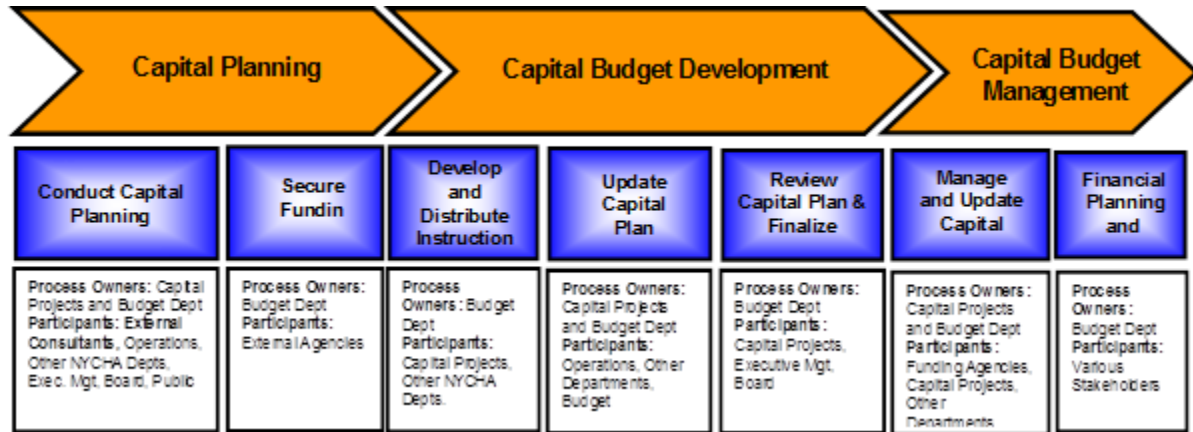 Capital Planning
Capital Budget Development
Capital Budget
Management
Conduct Capital
Planning
Secure
Fundin
Develop
and
Distribute
Instruction
Update
Capital
Plan
Review
Capital Plan &
Finalize
Manage
and Update
Capital
Financial
Planning
and
Process Owners: Capital
Projects and Budget Dept
Participants: External
Consultants, Operations,
Other NYCHA Depts,
Exec. Mgt, Board, Public
Process Owners:
Budget Dept
Participants:
External Agencies
Process
Owners: Budget
Dept
Participants:
Capital Projects,
Other NYCHA
Depts.
Process Owners:
Capital Projects
and Budget Dept
Participants:
Operations, Other
Departments,
Budget
Process Owners:
Budget Dept
Participants:
Capital Projects,
Executive Mgt,
Board
Process Owners:
Capital Projects
and Budget Dept
Participants:
Funding Agencies,
Capital Projects,
Other
Departments
Process
Owners:
Budget Dept
Participants:
Various
Stakeholders